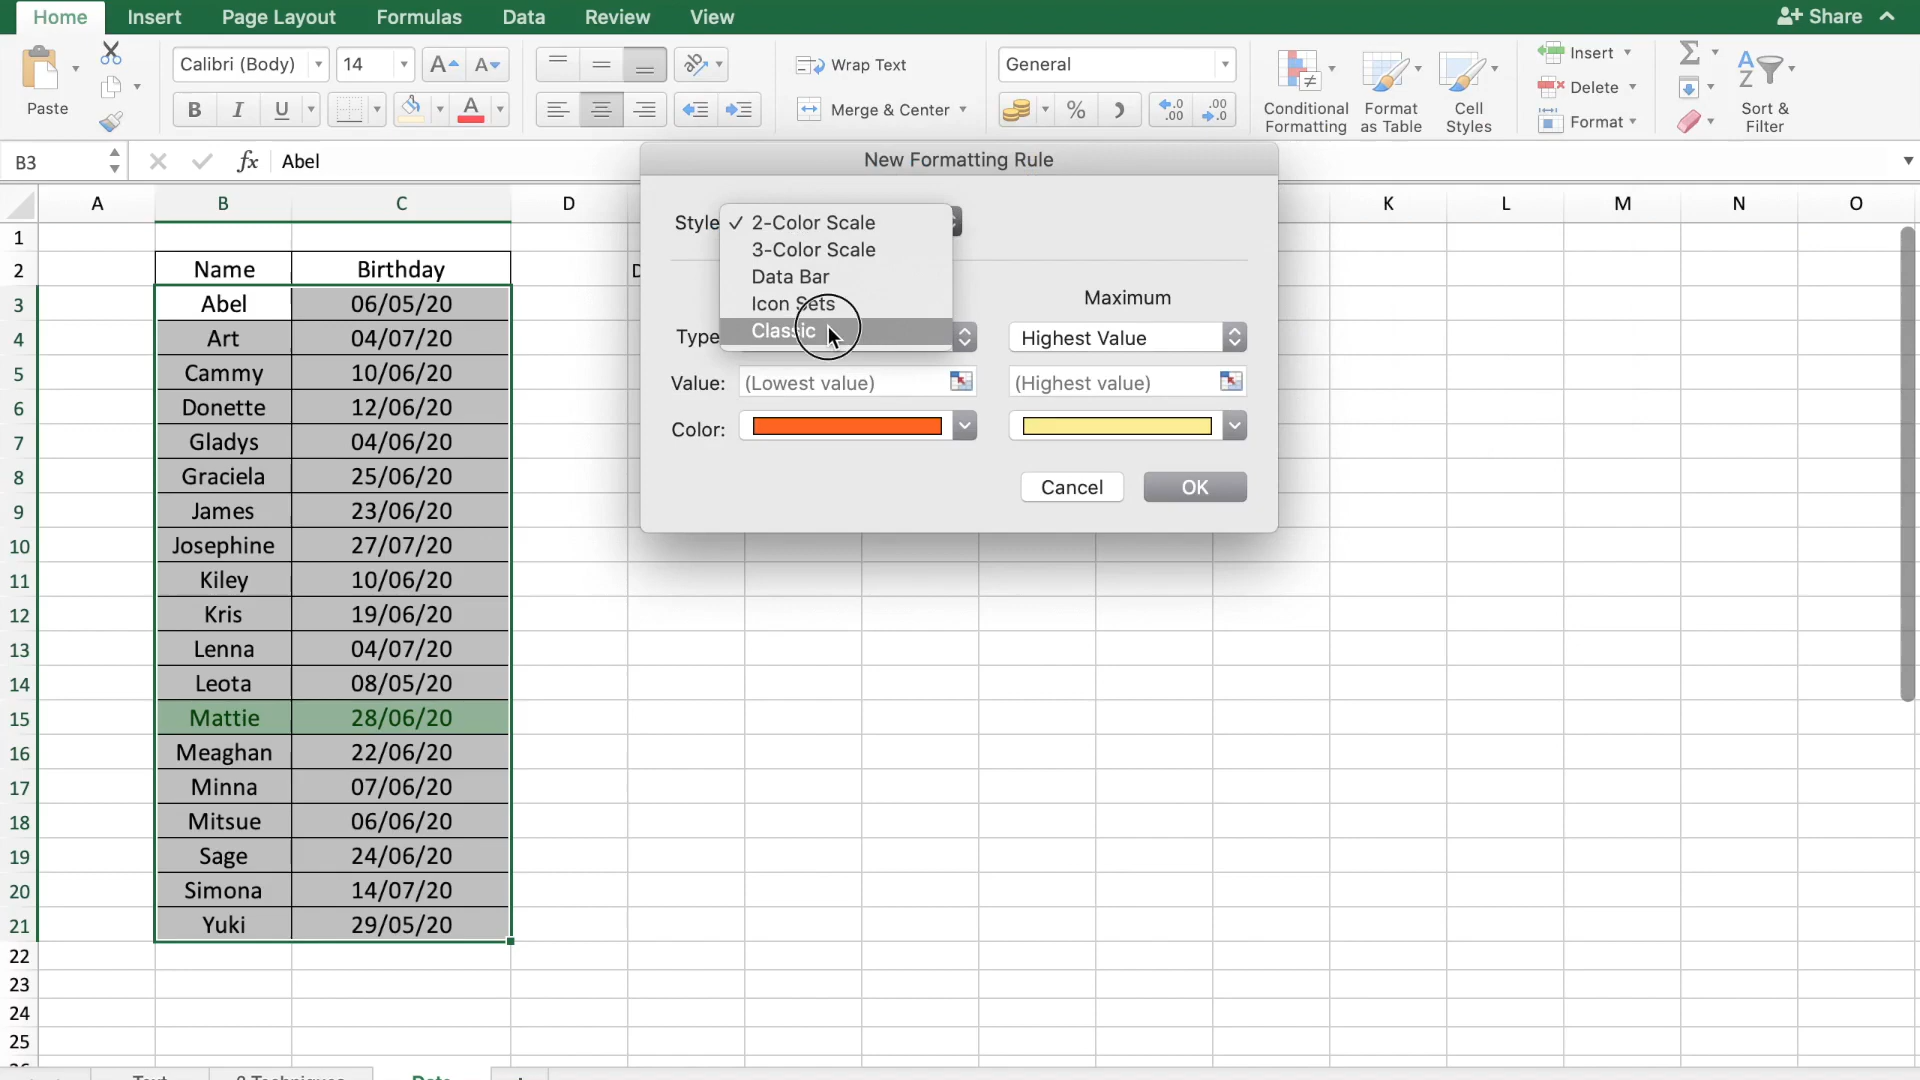 Home Insert Page Layout Formulas Data Review View Share
Calibri (Body) 14 Wrap Text General Insert
Paste B I U A Merge & Center % Conditional Formatting Format as Table Cell Styles Delete Format Sort & Filter
B3 fx Abel
New Formatting Rule
A B C D K L M N O
Style
✓ 2-Color Scale
3-Color Scale
Data Bar
Icon Sets
Classic
Maximum
Type Highest Value
Value: (Lowest value) (Highest value)
Color:
Cancel OK
1
2 Name Birthday
3 Abel 06/05/20
4 Art 04/07/20
5 Cammy 10/06/20
6 Donette 12/06/20
7 Gladys 04/06/20
8 Graciela 25/06/20
9 James 23/06/20
10 Josephine 27/07/20
11 Kiley 10/06/20
12 Kris 19/06/20
13 Lenna 04/07/20
14 Leota 08/05/20
15 Mattie 28/06/20
16 Meaghan 22/06/20
17 Minna 07/06/20
18 Mitsue 06/06/20
19 Sage 24/06/20
20 Simona 14/07/20
21 Yuki 29/05/20
22
23
24
25